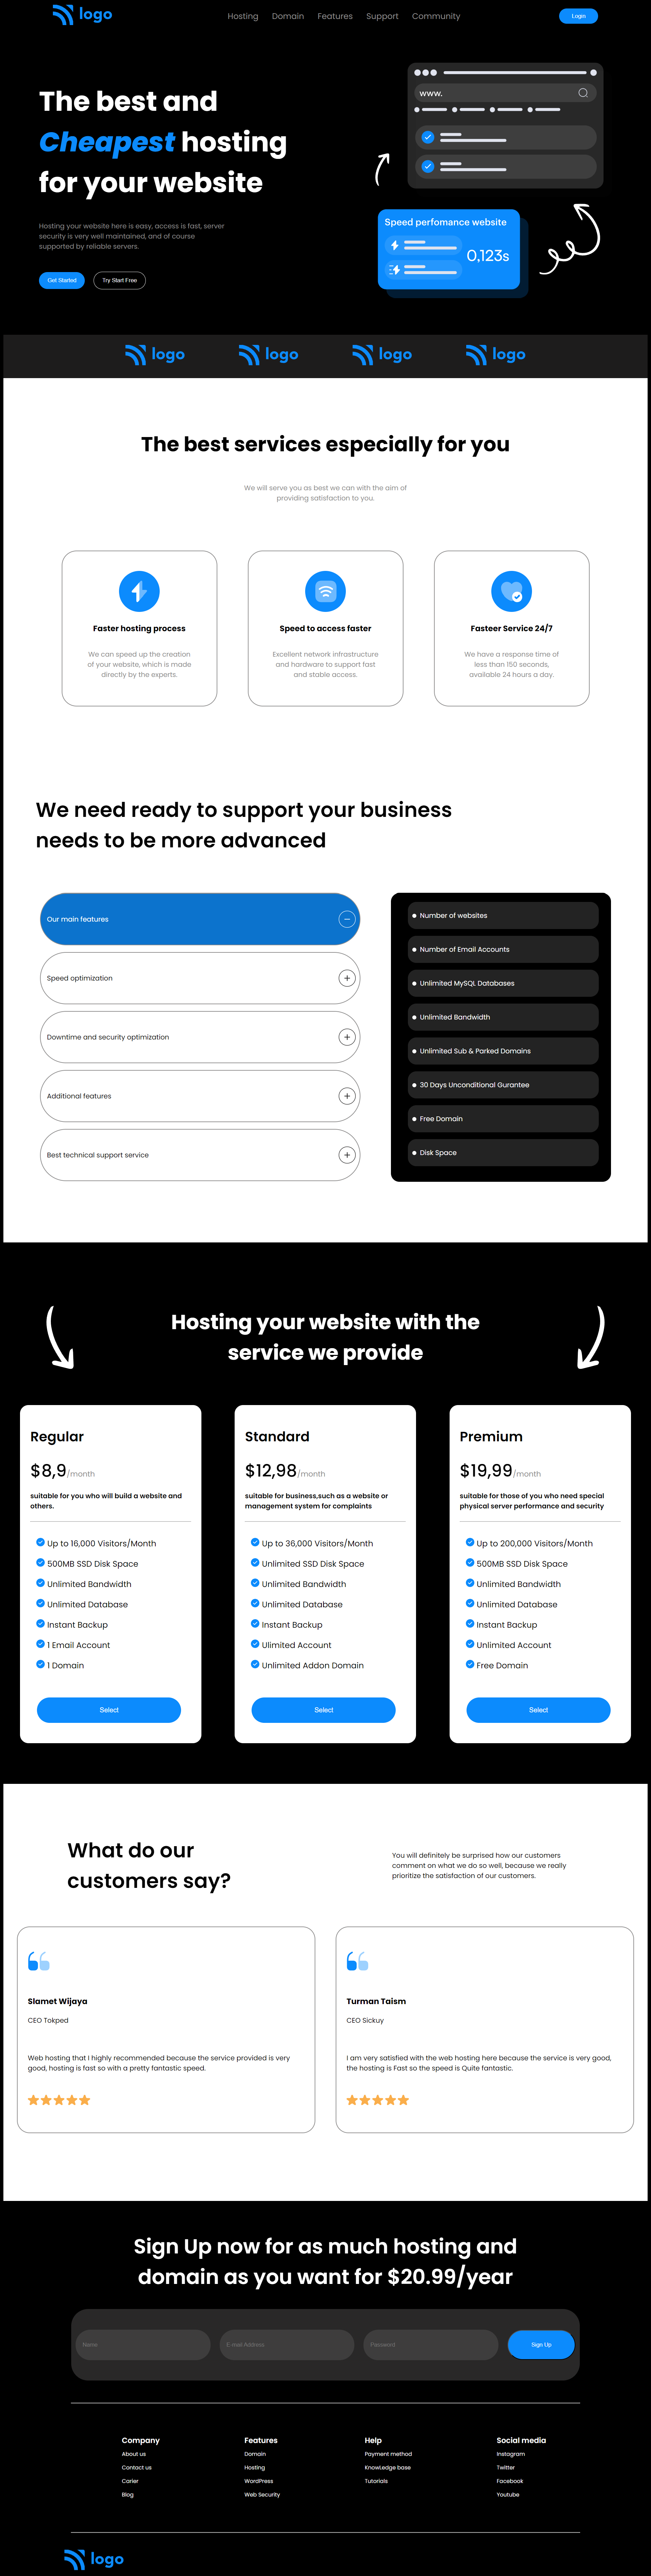 logo
Hosting Domain Features Support Community
Login
The best and
Cheapest hosting
for your website
Hosting your website here is easy, access is fast, server
security is very well maintained, and of course
supported by reliable servers.
Get Started Try Start Free
www.
Speed perfomance website
0,123s
logo logo logo logo
The best services especially for you
We will serve you as best we can with the aim of
providing satisfaction to you.
Faster hosting process
We can speed up the creation
of your website, which is made
directly by the experts.
Speed to access faster
Excellent network infrastructure
and hardware to support fast
and stable access.
Fasteer Service 24/7
We have a response time of
less than 150 seconds,
available 24 hours a day.
We need ready to support your business
needs to be more advanced
Our main features
Speed optimization
Downtime and security optimization
Additional features
Best technical support service
Number of websites
Number of Email Accounts
Unlimited MySQL Databases
Unlimited Bandwidth
Unlimited Sub & Parked Domains
30 Days Unconditional Gurantee
Free Domain
Disk Space
Hosting your website with the
service we provide
Regular
$8,9/month
suitable for you who will build a website and
others.
Up to 16,000 Visitors/Month
500MB SSD Disk Space
Unlimited Bandwidth
Unlimited Database
Instant Backup
1 Email Account
1 Domain
Select
Standard
$12,98/month
suitable for business,such as a website or
management system for complaints
Up to 36,000 Visitors/Month
Unlimited SSD Disk Space
Unlimited Bandwidth
Unlimited Database
Instant Backup
Ulimited Account
Unlimited Addon Domain
Select
Premium
$19,99/month
suitable for those of you who need special
physical server performance and security
Up to 200,000 Visitors/Month
500MB SSD Disk Space
Unlimited Bandwidth
Unlimited Database
Instant Backup
Unlimited Account
Free Domain
Select
What do our
customers say?
You will definitely be surprised how our customers
comment on what we do so well, because we really
prioritize the satisfaction of our customers.
Slamet Wijaya
CEO Tokped
Web hosting that I highly recommended because the service provided is very
good, hosting is fast so with a pretty fantastic speed.
Turman Taism
CEO Sickuy
I am very satisfied with the web hosting here because the service is very good,
the hosting is Fast so the speed is Quite fantastic.
Sign Up now for as much hosting and
domain as you want for $20.99/year
Name E-mail Address Password Sign Up
Company
About us
Contact us
Carier
Blog
Features
Domain
Hosting
WordPress
Web Security
Help
Payment method
KnowLedge base
Tutorials
Social media
Instagram
Twitter
Facebook
Youtube
logo